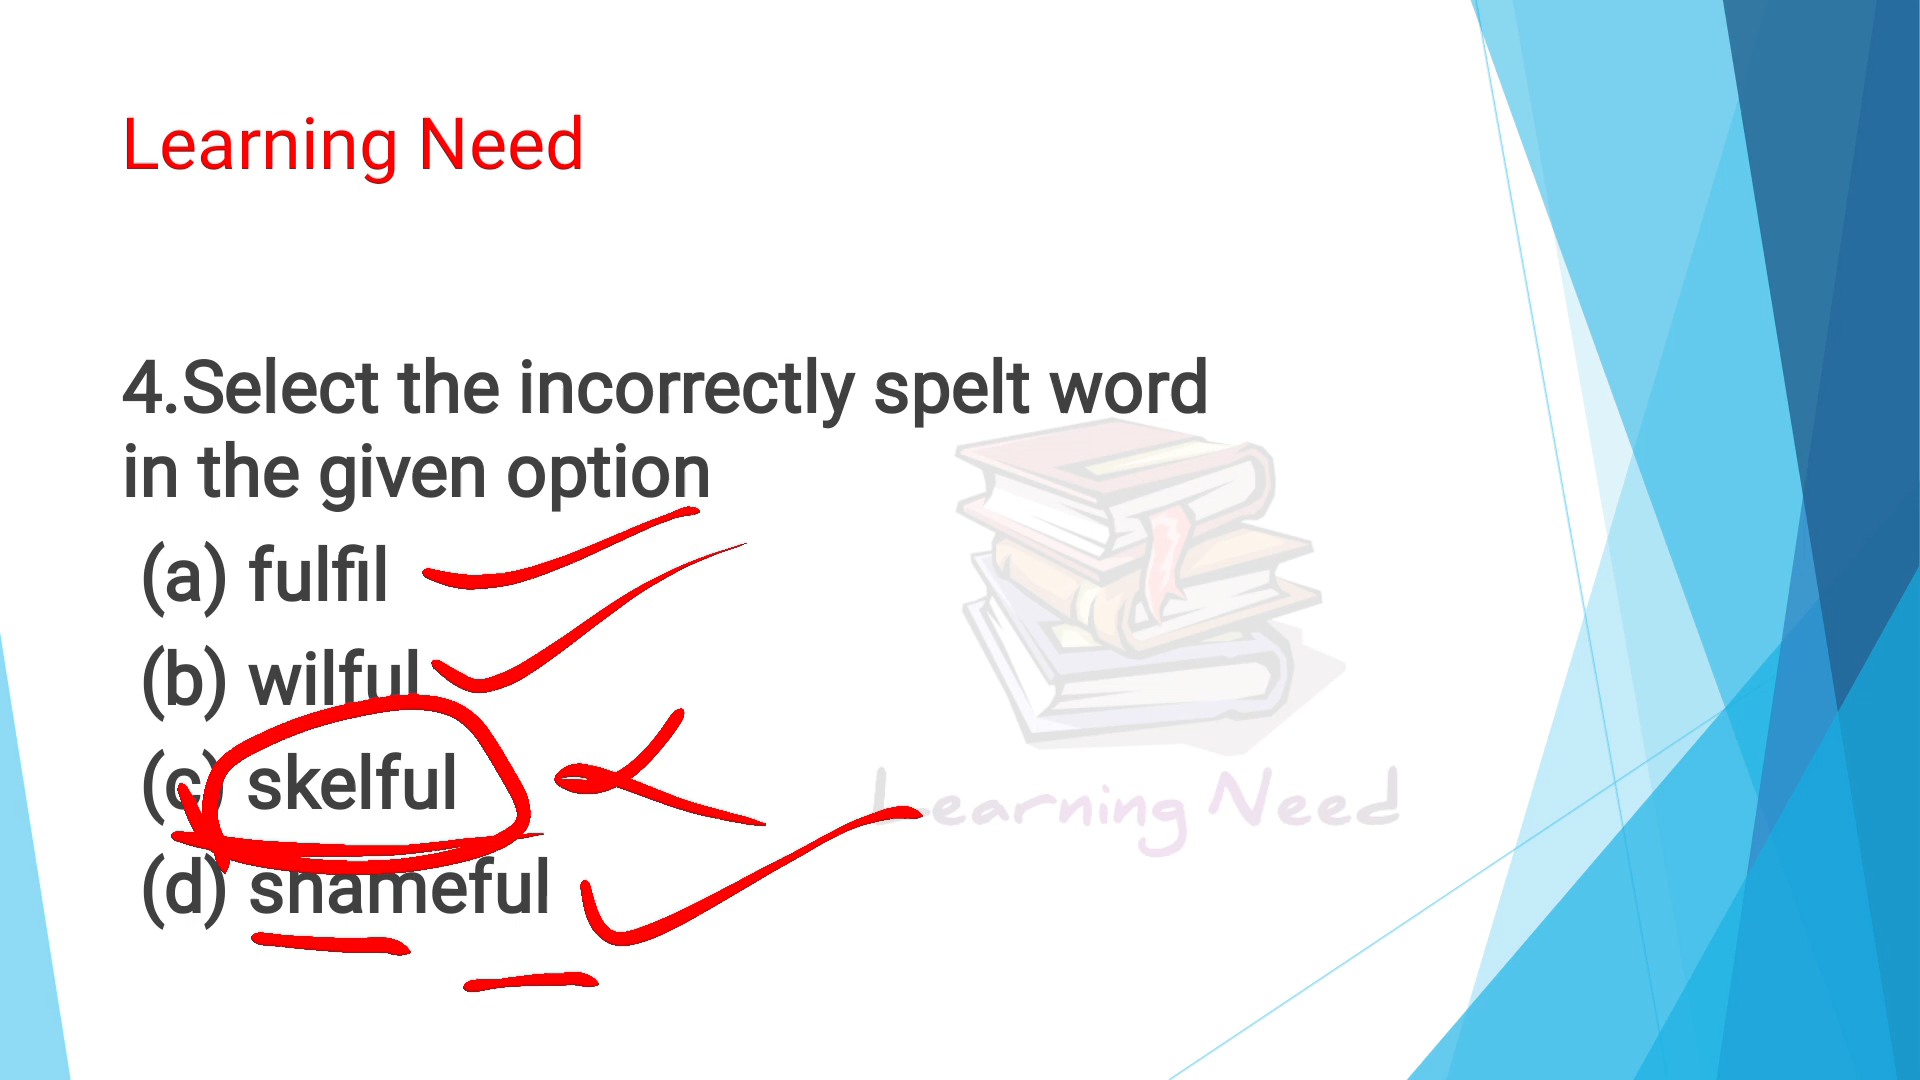 Learning Need
4.Select the incorrectly spelt word
in the given option
(a) fulfil
(b) wilful
(c) skelful
(d) shameful
Learning Need